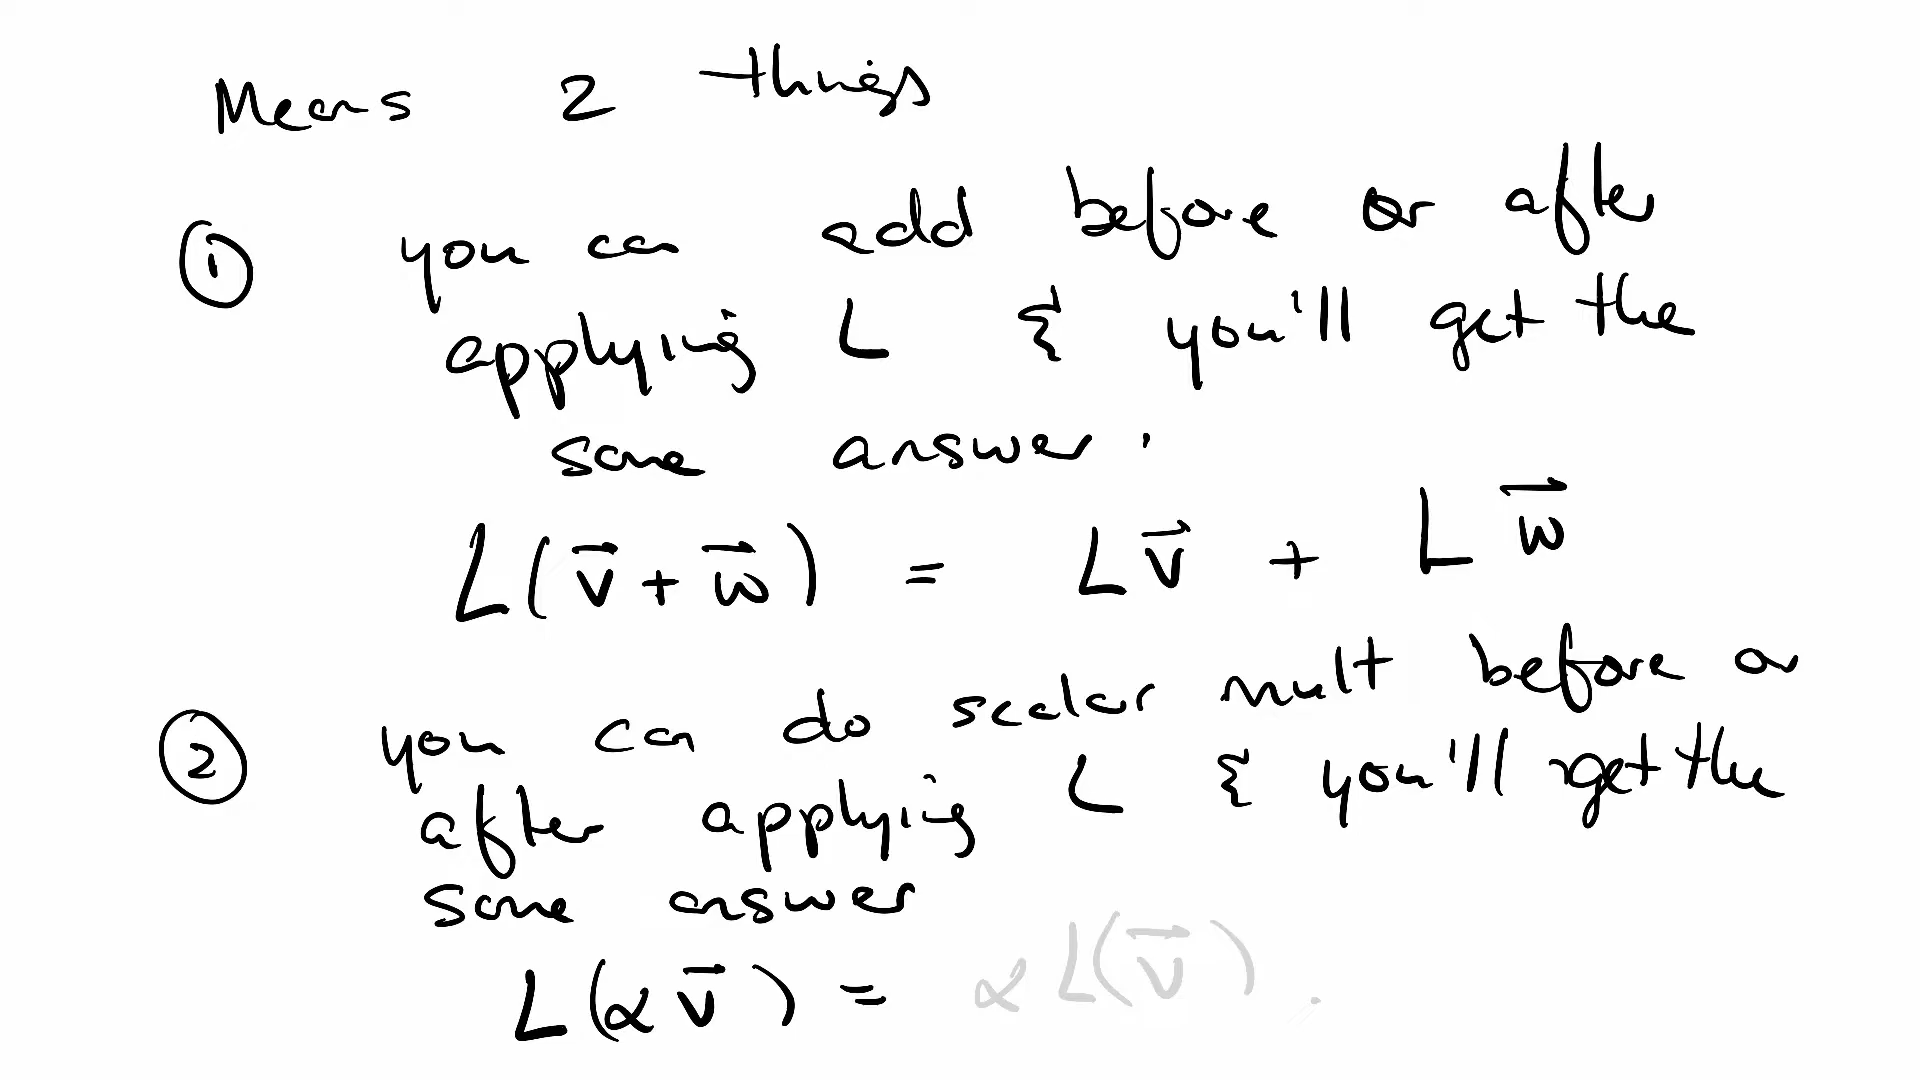 Means 2 things
① you can add before or after
applying L & you'll get the
same answer.
L(v⃗ + w⃗) = Lv⃗ + Lw⃗
② you can do scalar mult before or
after applying L & you'll get the
same answer
L(αv⃗) = αL(v⃗).